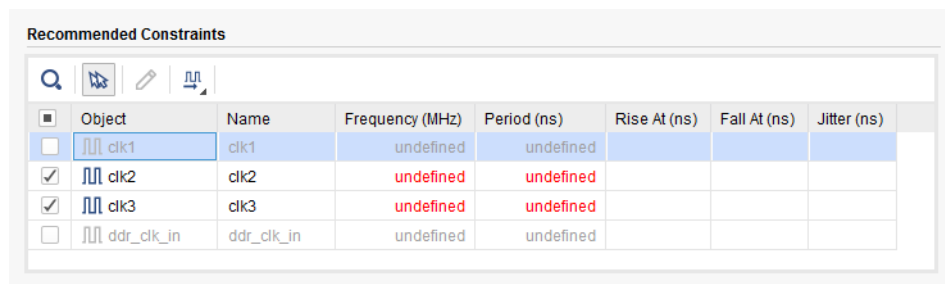 Recommended Constraints
Object Name Frequency (MHz) Period (ns) Rise At (ns) Fall At (ns) Jitter (ns)
clk1 clk1 undefined undefined
clk2 clk2 undefined undefined
clk3 clk3 undefined undefined
ddr_clk_in ddr_clk_in undefined undefined